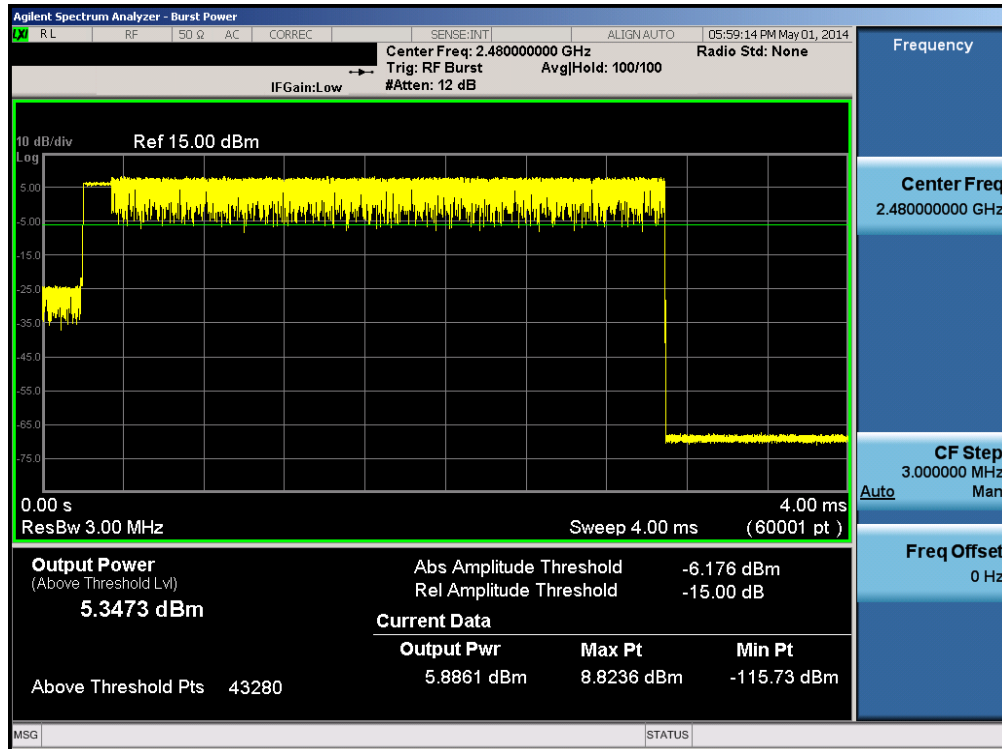 Agilent Spectrum Analyzer - Burst Power
LXI RL RF 50 Ω AC CORREC SENSE:INT ALIGN AUTO 05:59:14 PM May 01, 2014
Center Freq: 2.480000000 GHz Radio Std: None
Trig: RF Burst Avg|Hold: 100/100
IFGain:Low #Atten: 12 dB
Frequency
10 dB/div Ref 15.00 dBm
Log
5.00
-5.00
-15.0
-25.0
-35.0
-45.0
-55.0
-65.0
-75.0
0.00 s 4.00 ms
ResBw 3.00 MHz Sweep 4.00 ms (60001 pt)
Center Freq
2.480000000 GHz
CF Step
3.000000 MHz
Auto Man
Freq Offset
0 Hz
Output Power
(Above Threshold Lvl)
5.3473 dBm
Above Threshold Pts 43280
Abs Amplitude Threshold -6.176 dBm
Rel Amplitude Threshold -15.00 dB
Current Data
Output Pwr Max Pt Min Pt
5.8861 dBm 8.8236 dBm -115.73 dBm
MSG STATUS